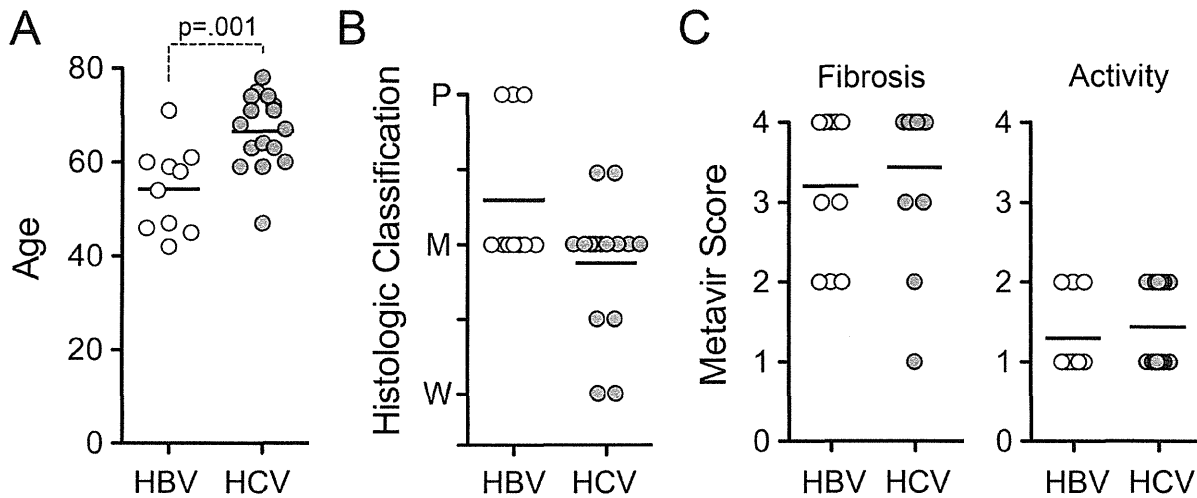 A
p=.001
Age
80
60
40
20
0
HBV HCV
B
Histologic Classification
P
M
W
HBV HCV
C
Metavir Score
Fibrosis
4
3
2
1
0
HBV HCV
Activity
4
3
2
1
0
HBV HCV